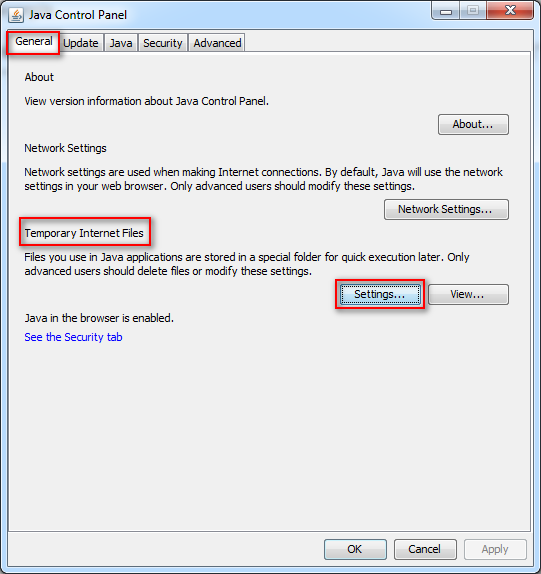 Java Control Panel
General Update Java Security Advanced
About
View version information about Java Control Panel.
About...
Network Settings
Network settings are used when making Internet connections. By default, Java will use the network
settings in your web browser. Only advanced users should modify these settings.
Network Settings...
Temporary Internet Files
Files you use in Java applications are stored in a special folder for quick execution later. Only
advanced users should delete files or modify these settings.
Settings... View...
Java in the browser is enabled.
See the Security tab
OK Cancel Apply